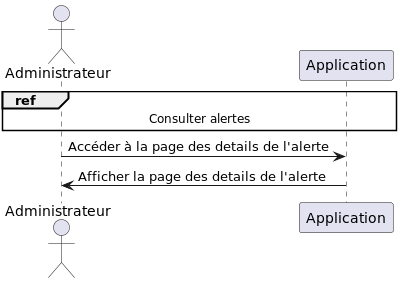 Administrateur
Application
ref
Consulter alertes
Accéder à la page des details de l'alerte
Afficher la page des details de l'alerte
Administrateur
Application